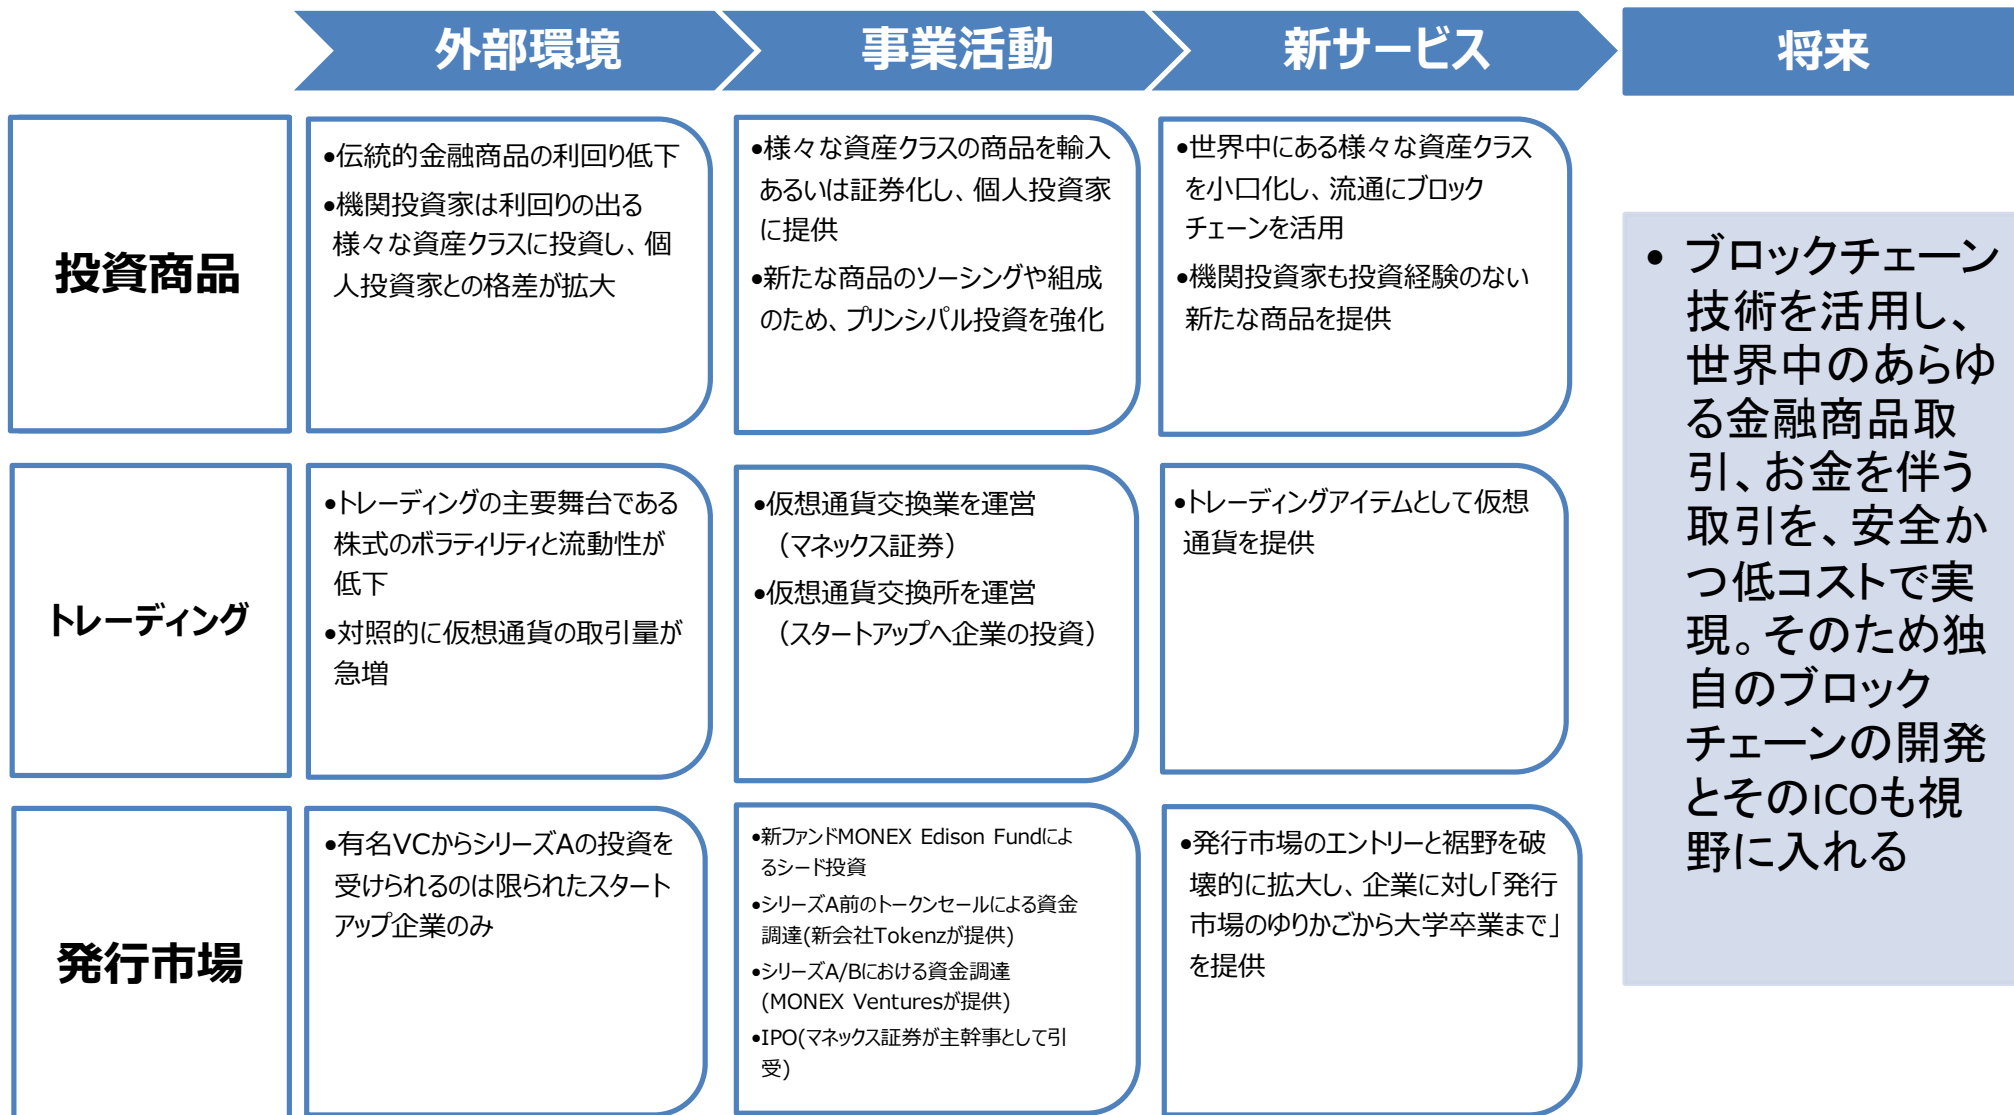 外部環境
事業活動
新サービス
将来
投資商品
•伝統的金融商品の利回り低下
•機関投資家は利回りの出る
様々な資産クラスに投資し、個
人投資家との格差が拡大
•様々な資産クラスの商品を輸入
あるいは証券化し、個人投資家
に提供
•新たな商品のソーシングや組成
のため、プリンシパル投資を強化
•世界中にある様々な資産クラス
を小口化し、流通にブロック
チェーンを活用
•機関投資家も投資経験のない
新たな商品を提供
トレーディング
•トレーディングの主要舞台である
株式のボラティリティと流動性が
低下
•対照的に仮想通貨の取引量が
急増
•仮想通貨交換業を運営
（マネックス証券）
•仮想通貨交換所を運営
（スタートアップへ企業の投資）
•トレーディングアイテムとして仮想
通貨を提供
発行市場
•有名VCからシリーズAの投資を
受けられるのは限られたスタート
アップ企業のみ
•新ファンドMONEX Edison Fundによ
るシード投資
•シリーズA前のトークンセールによる資金
調達(新会社Tokenzが提供)
•シリーズA/Bにおける資金調達
(MONEX Venturesが提供)
•IPO(マネックス証券が主幹事として引
受)
•発行市場のエントリーと裾野を破
壊的に拡大し、企業に対し「発行
市場のゆりかごから大学卒業まで」
を提供
• ブロックチェーン
技術を活用し、
世界中のあらゆ
る金融商品取
引、お金を伴う
取引を、安全か
つ低コストで実
現。そのため独
自のブロック
チェーンの開発
とそのICOも視
野に入れる